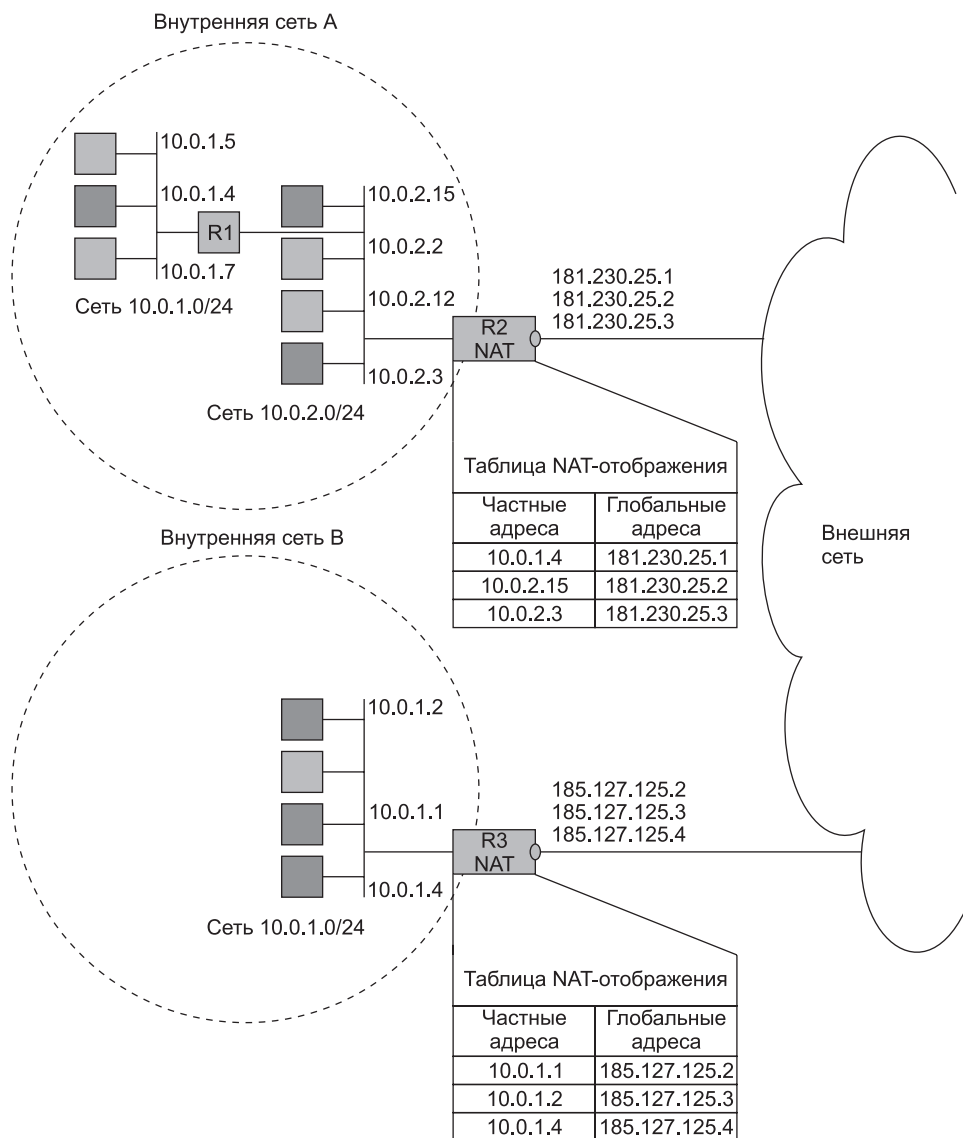 Внутренняя сеть A
10.0.1.5
10.0.1.4
10.0.2.15
R1
10.0.2.2
10.0.1.7
Сеть 10.0.1.0/24
10.0.2.12
181.230.25.1
181.230.25.2
181.230.25.3
R2
NAT
10.0.2.3
Сеть 10.0.2.0/24
Таблица NAT-отображения
Частные адреса
Глобальные адреса
10.0.1.4 181.230.25.1
10.0.2.15 181.230.25.2
10.0.2.3 181.230.25.3
Внешняя
сеть
Внутренняя сеть B
10.0.1.2
10.0.1.1
185.127.125.2
185.127.125.3
185.127.125.4
R3
NAT
10.0.1.4
Сеть 10.0.1.0/24
Таблица NAT-отображения
Частные адреса
Глобальные адреса
10.0.1.1 185.127.125.2
10.0.1.2 185.127.125.3
10.0.1.4 185.127.125.4